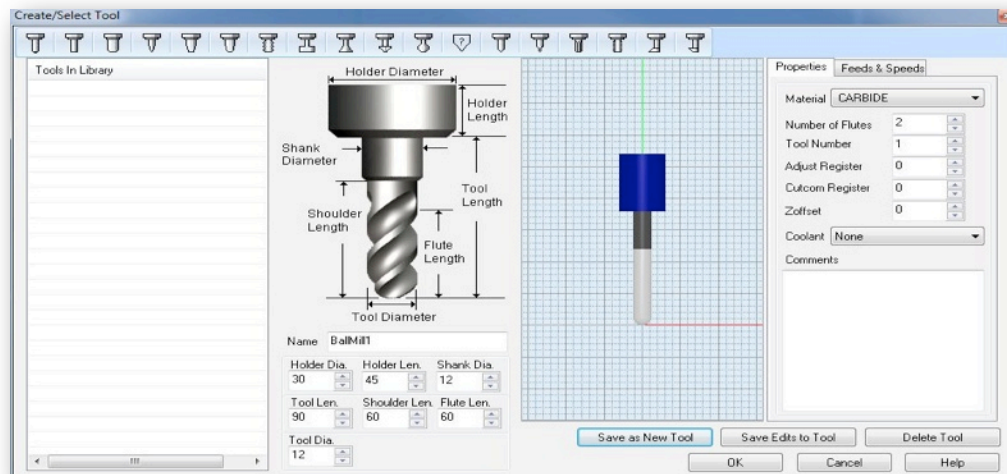 Create/Select Tool
Tools In Library
Holder Diameter
Holder
Length
Shank
Diameter
Tool
Length
Shoulder
Length
Flute
Length
Tool Diameter
Name BallMill1
Holder Dia. Holder Len. Shank Dia.
30 45 12
Tool Len. Shoulder Len. Flute Len.
90 60 60
Tool Dia.
12
Properties Feeds & Speeds
Material CARBIDE
Number of Flutes 2
Tool Number 1
Adjust Register 0
Cutcom Register 0
Zoffset 0
Coolant None
Comments
Save as New Tool Save Edits to Tool Delete Tool
OK Cancel Help